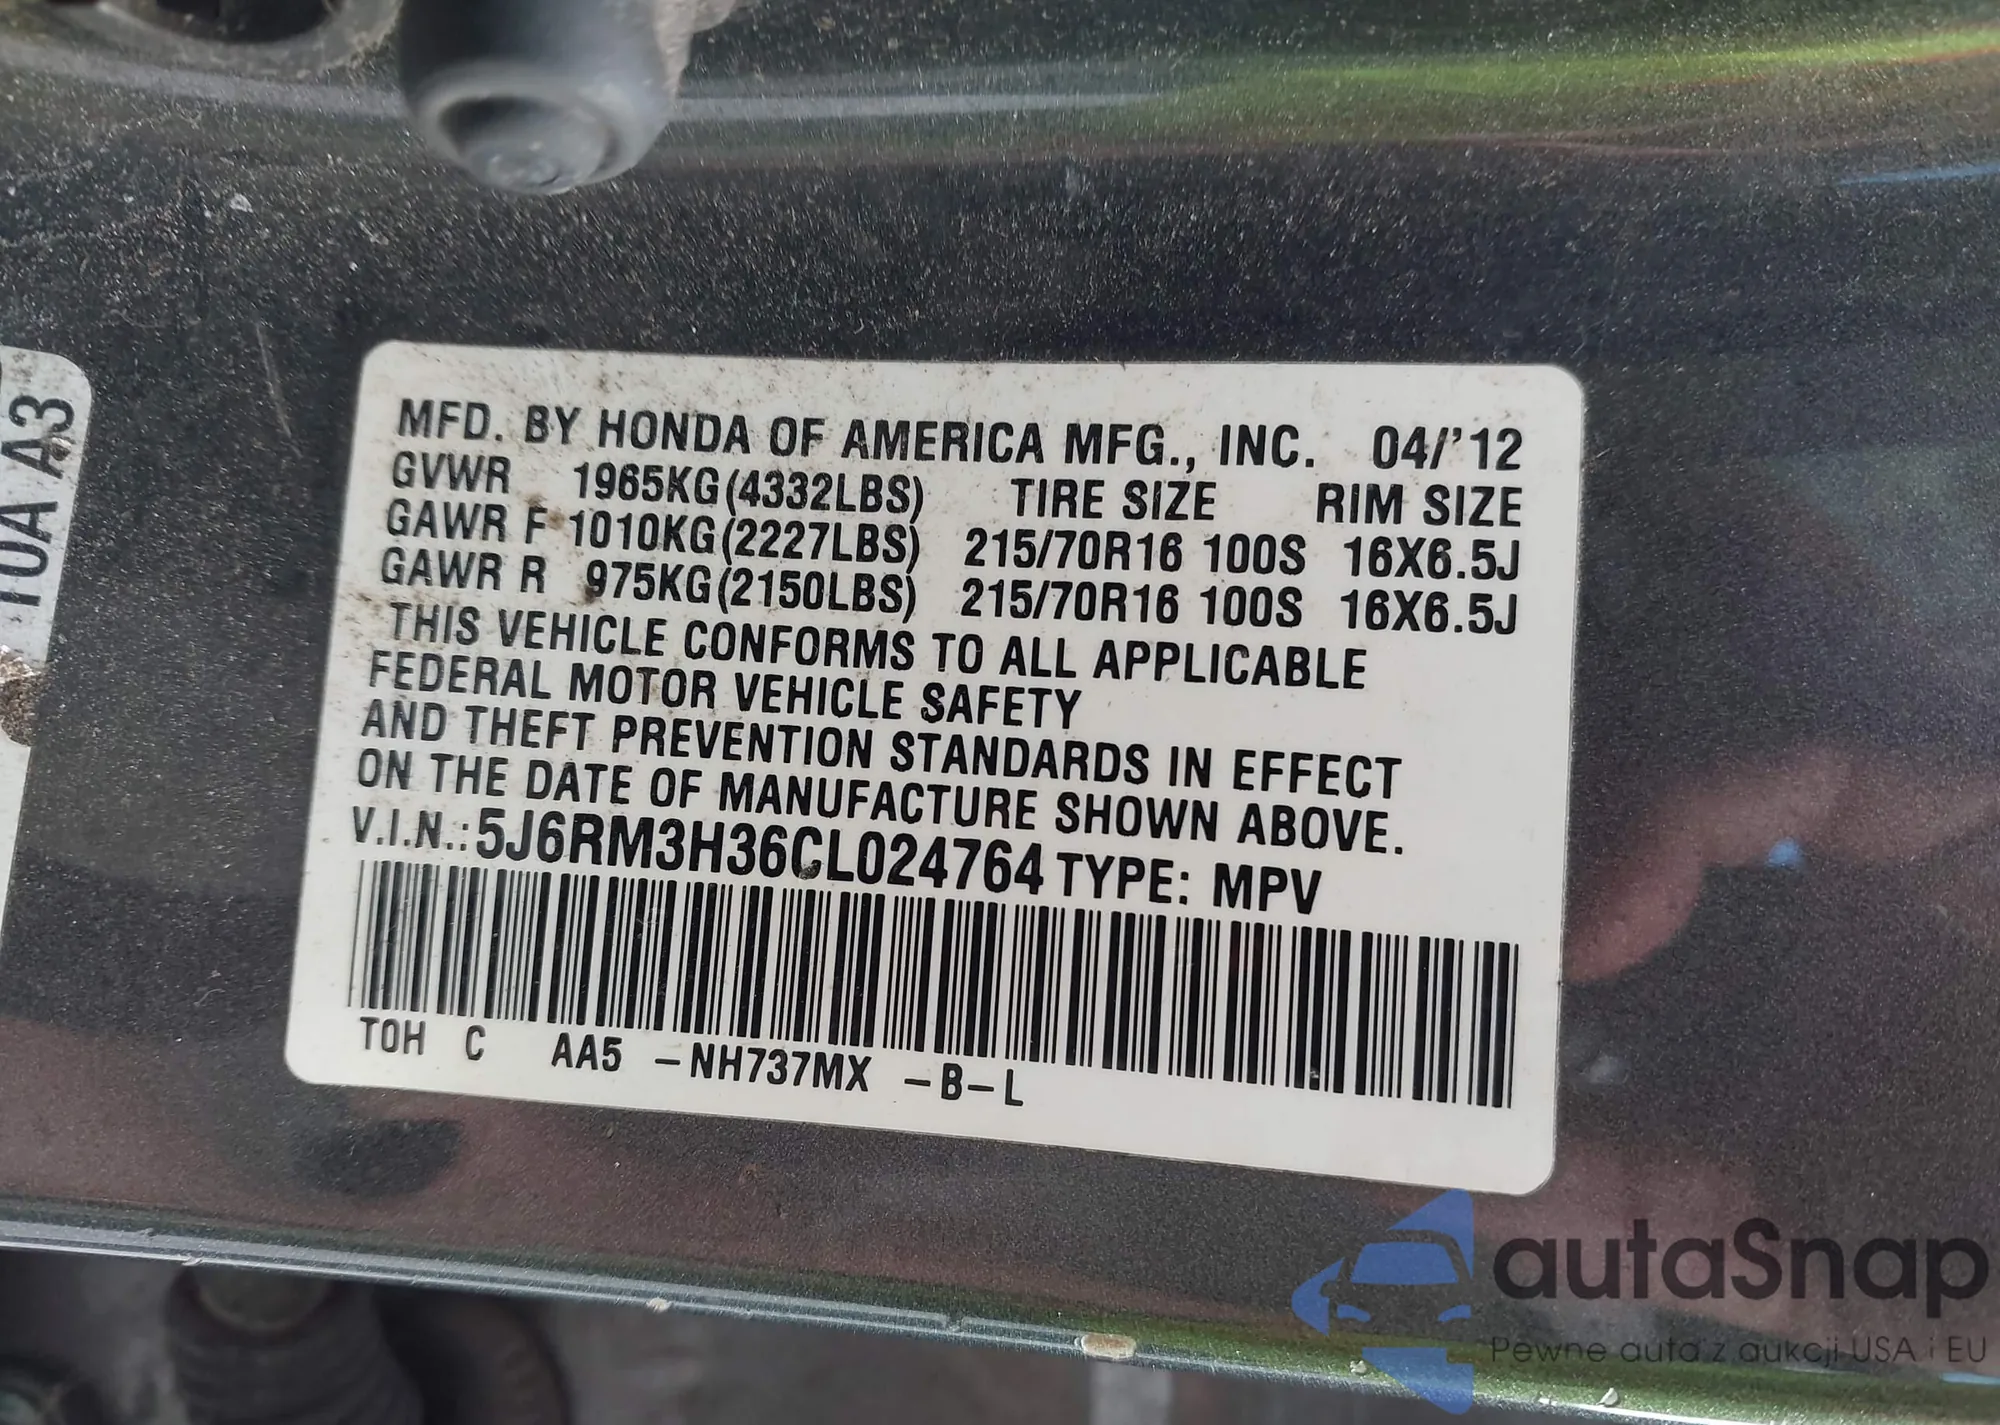 MFD. BY HONDA OF AMERICA MFG., INC. 04/'12
GVWR 1965KG(4332LBS) TIRE SIZE RIM SIZE
GAWR F 1010KG(2227LBS) 215/70R16 100S 16X6.5J
GAWR R 975KG(2150LBS) 215/70R16 100S 16X6.5J
THIS VEHICLE CONFORMS TO ALL APPLICABLE
FEDERAL MOTOR VEHICLE SAFETY
AND THEFT PREVENTION STANDARDS IN EFFECT
ON THE DATE OF MANUFACTURE SHOWN ABOVE.
V.I.N.: 5J6RM3H36CL024764 TYPE: MPV
TOH C AA5 -NH737MX -B-L
T0A A3
autaSnap
Pewne auta z aukcji USA i EU